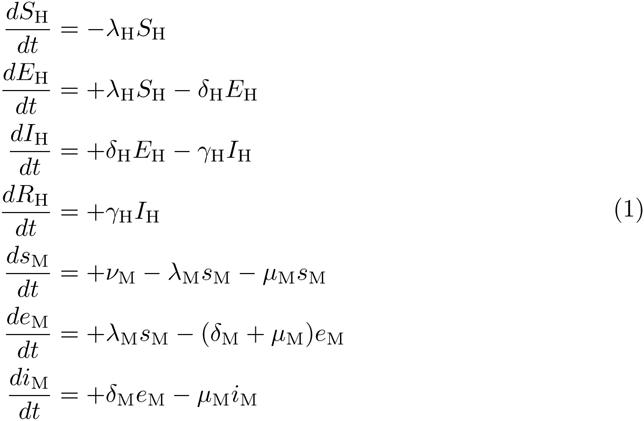 dS_H/dt = −λ_H S_H
dE_H/dt = +λ_H S_H − δ_H E_H
dI_H/dt = +δ_H E_H − γ_H I_H
dR_H/dt = +γ_H I_H (1)
ds_M/dt = +ν_M − λ_M s_M − μ_M s_M
de_M/dt = +λ_M s_M − (δ_M + μ_M)e_M
di_M/dt = +δ_M e_M − μ_M i_M